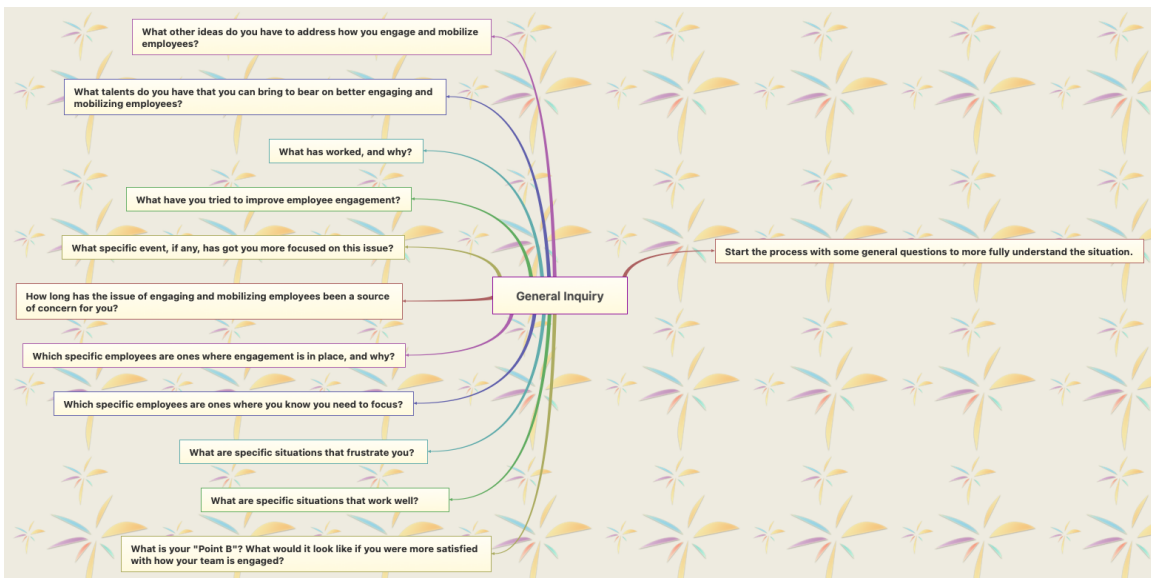 What other ideas do you have to address how you engage and mobilize
employees?
What talents do you have that you can bring to bear on better engaging and
mobilizing employees?
What has worked, and why?
What have you tried to improve employee engagement?
What specific event, if any, has got you more focused on this issue?
How long has the issue of engaging and mobilizing employees been a source
of concern for you?
Which specific employees are ones where engagement is in place, and why?
Which specific employees are ones where you know you need to focus?
What are specific situations that frustrate you?
What are specific situations that work well?
What is your "Point B"? What would it look like if you were more satisfied
with how your team is engaged?
General Inquiry
Start the process with some general questions to more fully understand the situation.